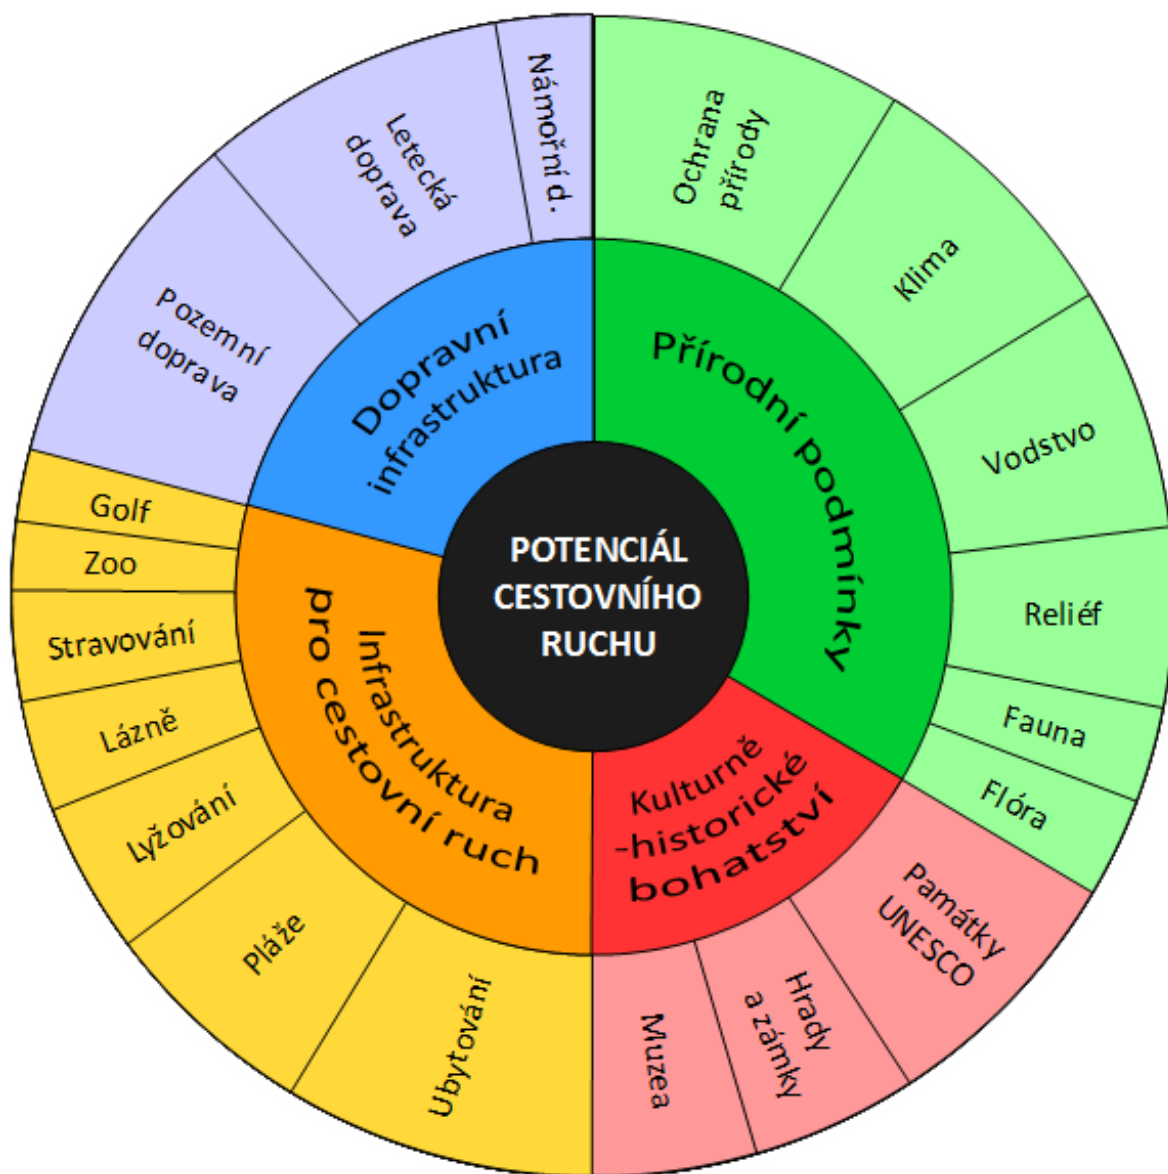 POTENCIÁL
CESTOVNÍHO
RUCHU
Přírodní podmínky
Ochrana
přírody
Klima
Vodstvo
Reliéf
Fauna
Flóra
Kulturně
-historické
bohatství
Památky
UNESCO
Hrady
a zámky
Muzea
Infrastruktura
pro cestovní ruch
Ubytování
Pláže
Lyžování
Lázně
Stravování
Zoo
Golf
Dopravní
infrastruktura
Pozemní
doprava
Letecká
doprava
Námořní d.